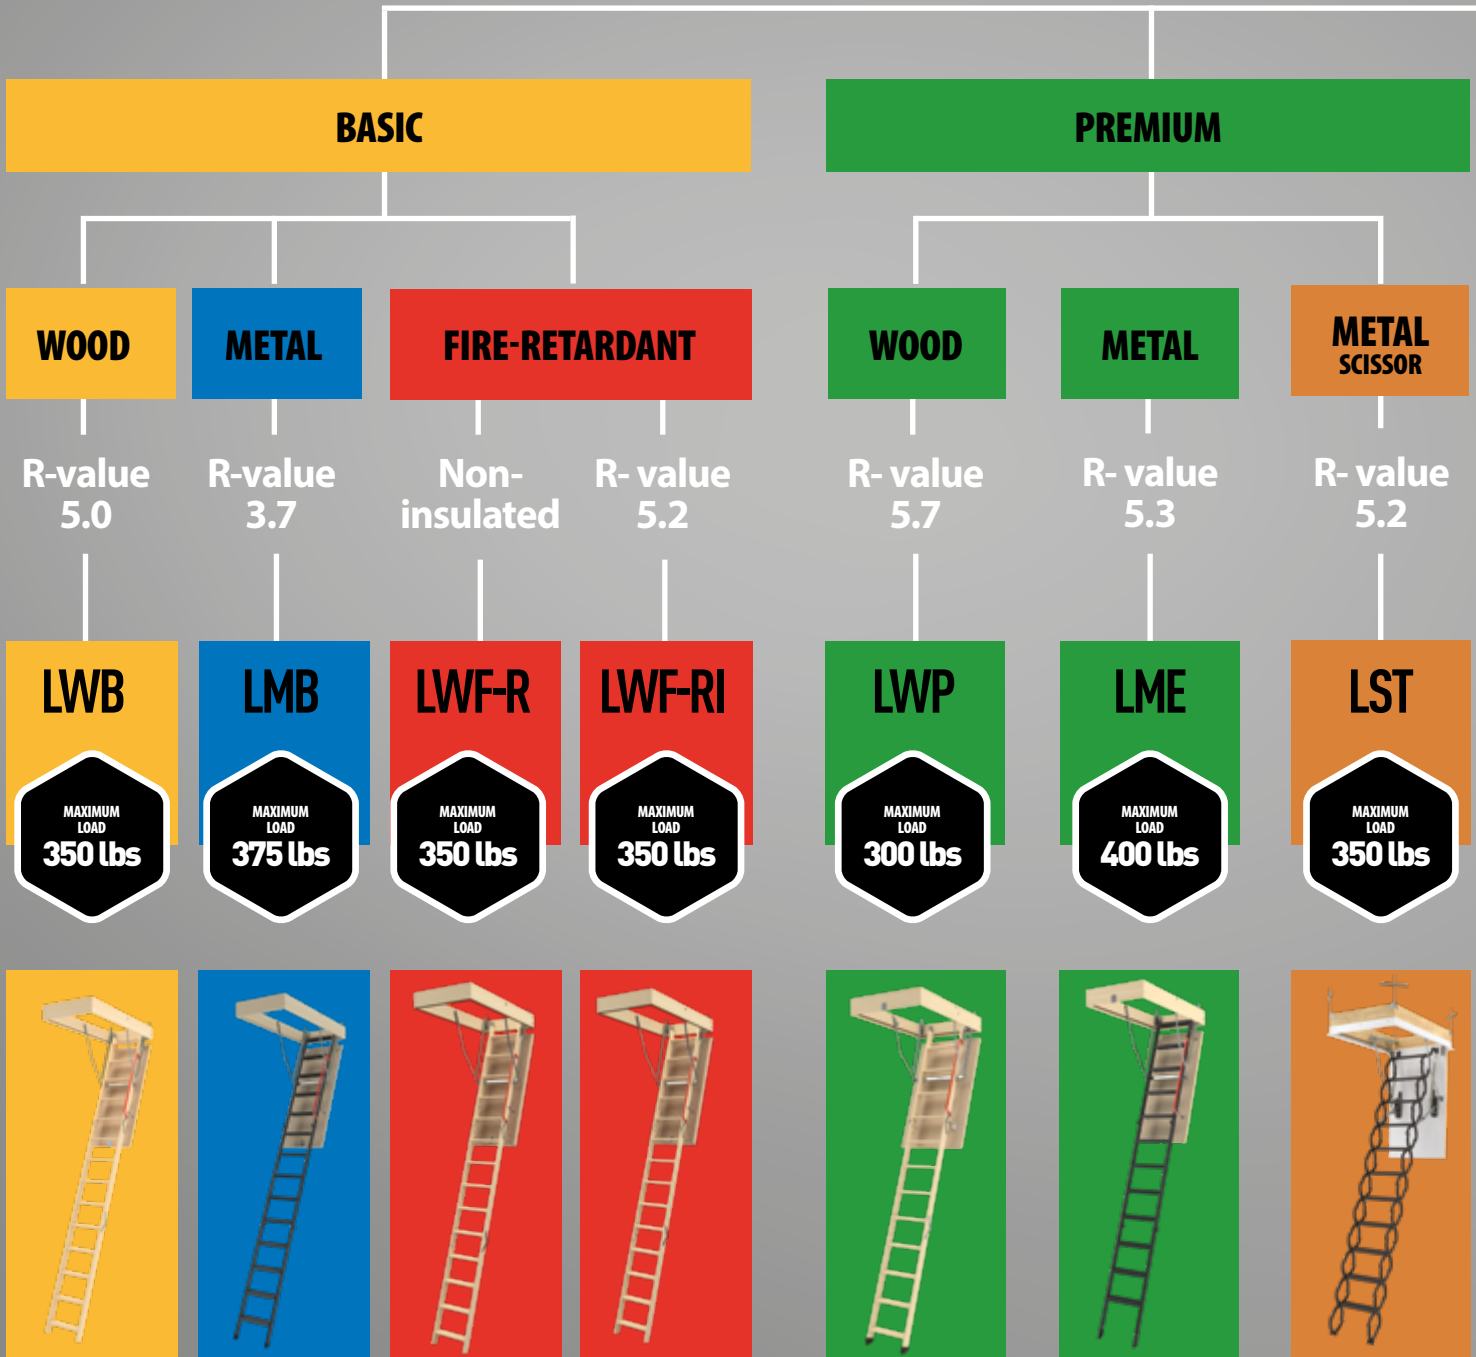 BASIC
PREMIUM
WOOD
METAL
FIRE-RETARDANT
WOOD
METAL
METAL
SCISSOR
R-value
5.0
R-value
3.7
Non-
insulated
R- value
5.2
R- value
5.7
R- value
5.3
R- value
5.2
LWB
LMB
LWF-R
LWF-RI
LWP
LME
LST
MAXIMUM
LOAD
350 lbs
MAXIMUM
LOAD
375 lbs
MAXIMUM
LOAD
350 lbs
MAXIMUM
LOAD
350 lbs
MAXIMUM
LOAD
300 lbs
MAXIMUM
LOAD
400 lbs
MAXIMUM
LOAD
350 lbs